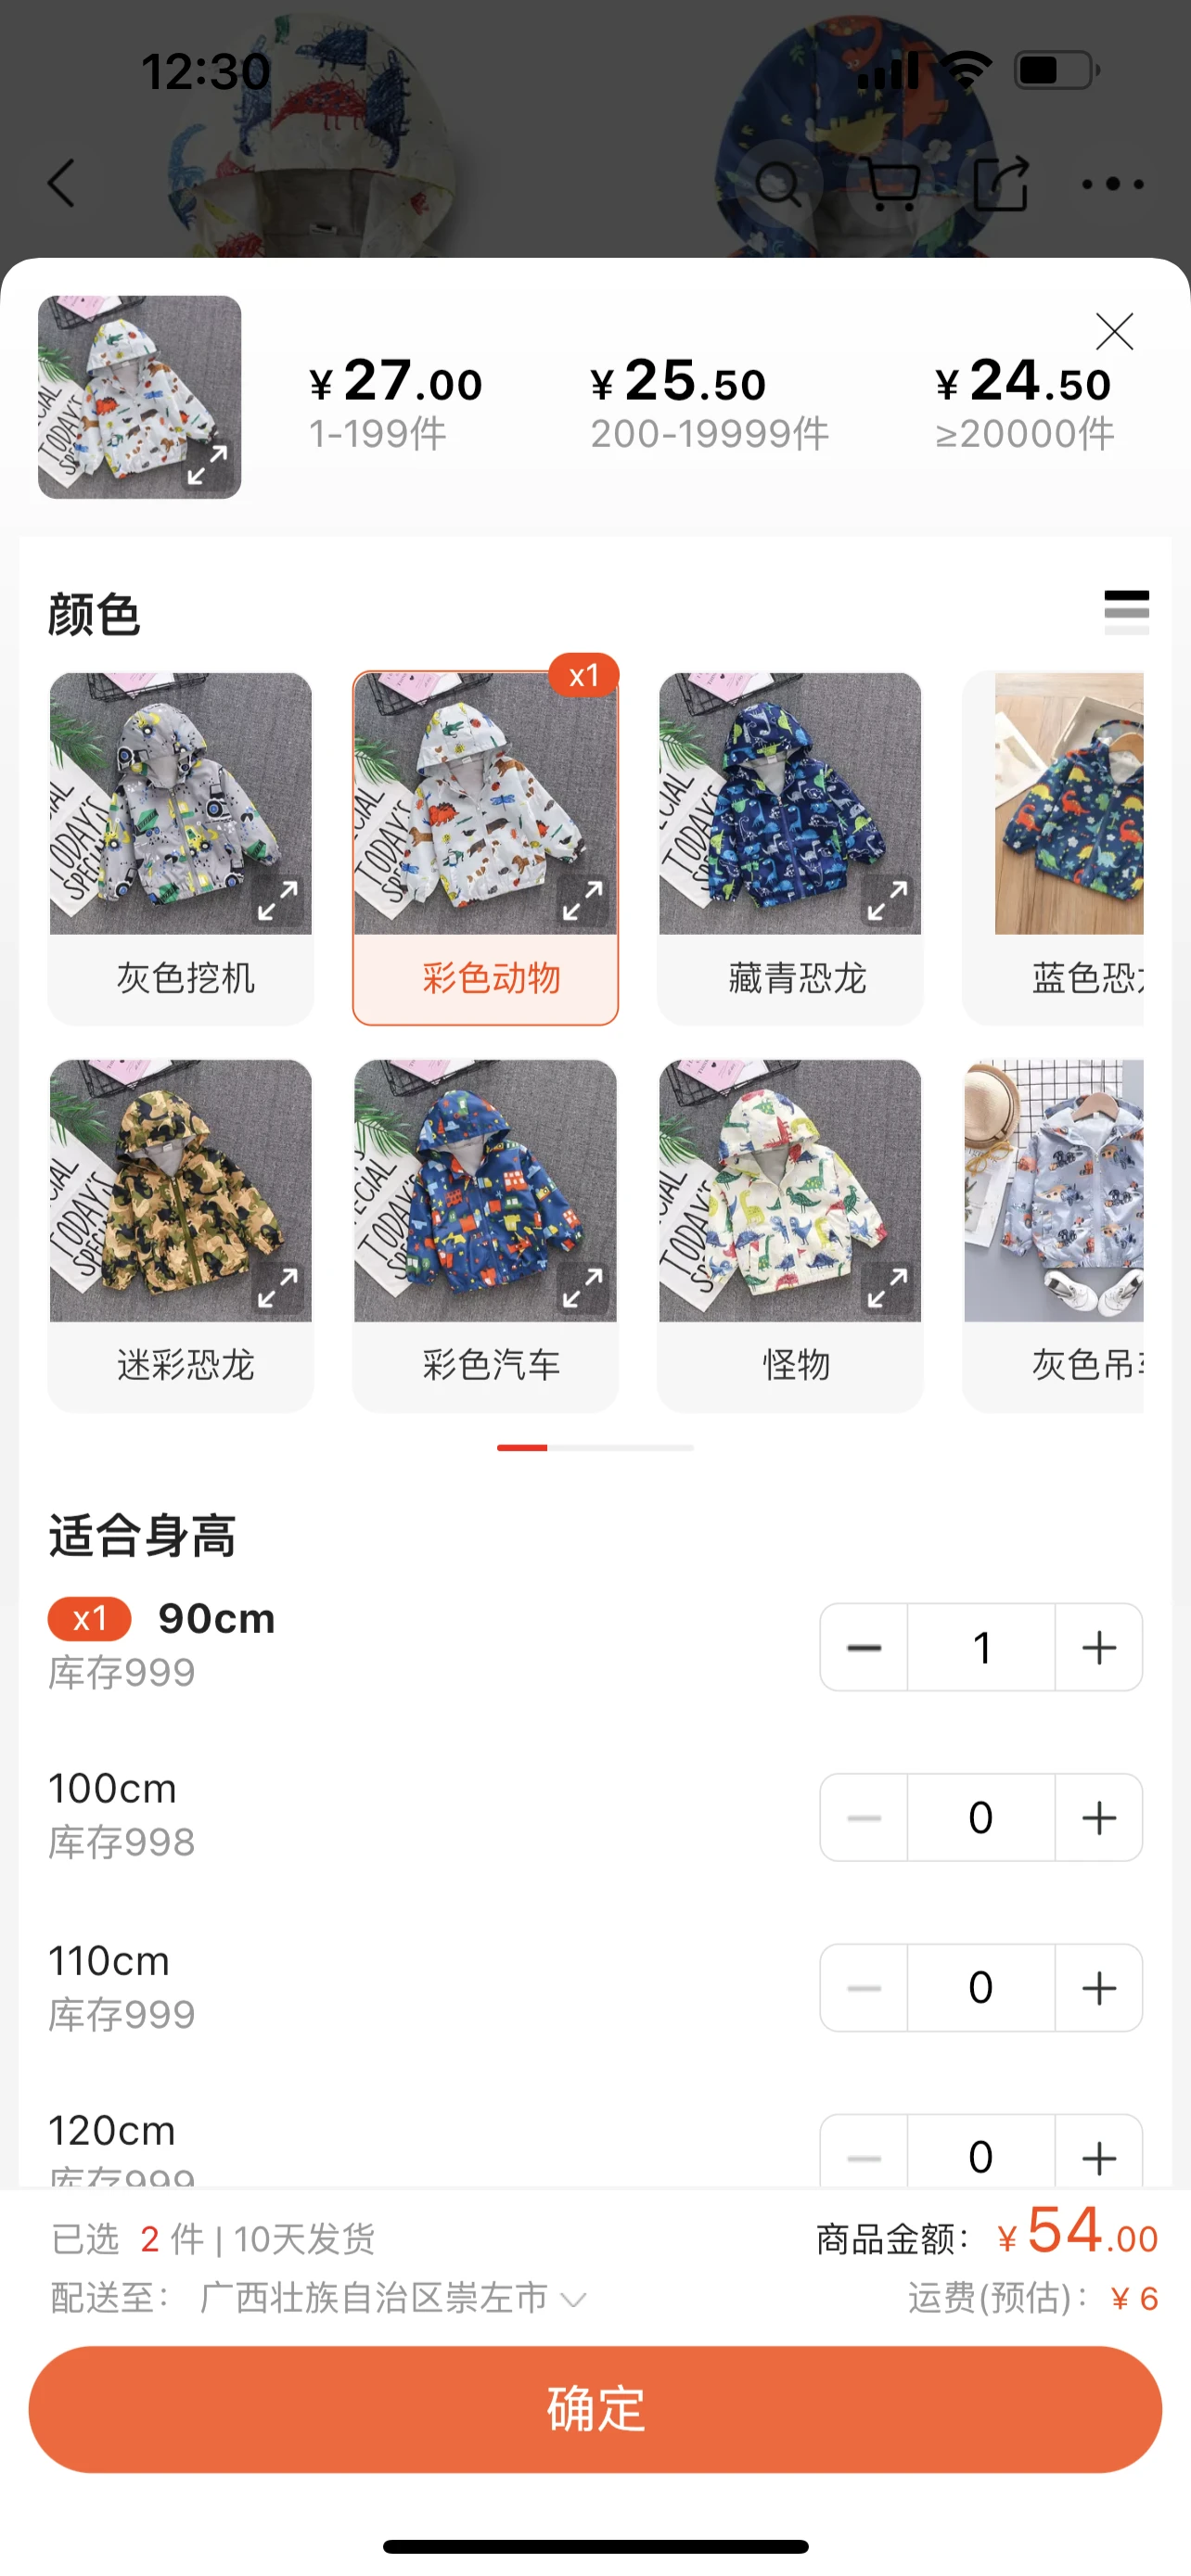 12:30
¥27.00
1-199件
¥25.50
200-19999件
¥24.50
≥20000件
颜色
x1
灰色挖机
彩色动物
藏青恐龙
蓝色恐
迷彩恐龙
彩色汽车
怪物
灰色吊
适合身高
x1 90cm
库存999
1
100cm
库存998
0
110cm
库存999
0
120cm
库存999
0
已选 2 件 | 10天发货
商品金额：¥54.00
配送至：广西壮族自治区崇左市
运费(预估)：¥6
确定